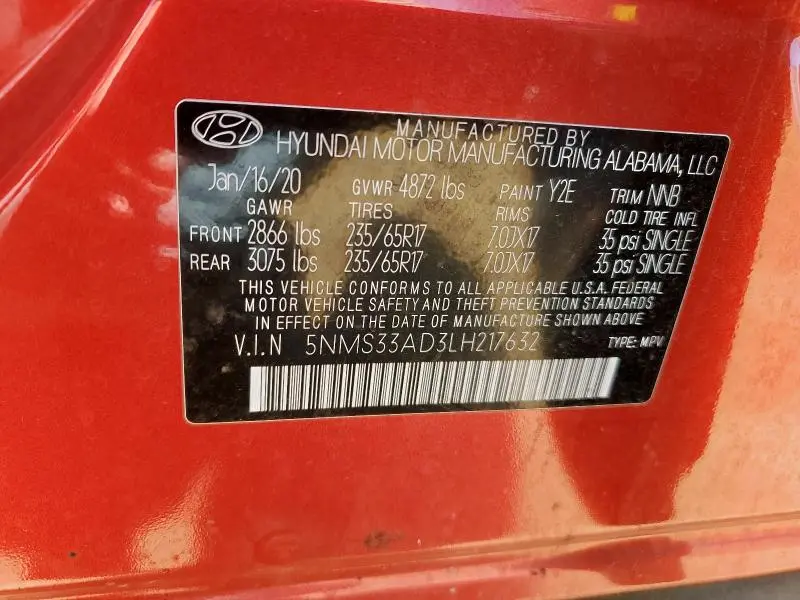 MANUFACTURED BY
HYUNDAI MOTOR MANUFACTURING ALABAMA, LLC
Jan/16/20 GVWR 4872 lbs PAINT Y2E TRIM NNB
GAWR TIRES RIMS COLD TIRE INFL
FRONT 2866 lbs 235/65R17 7.0JX17 35 psi SINGLE
REAR 3075 lbs 235/65R17 7.0JX17 35 psi SINGLE
THIS VEHICLE CONFORMS TO ALL APPLICABLE U.S.A. FEDERAL
MOTOR VEHICLE SAFETY AND THEFT PREVENTION STANDARDS
IN EFFECT ON THE DATE OF MANUFACTURE SHOWN ABOVE
V.I.N 5NMS33AD3LH217632 TYPE: MPV